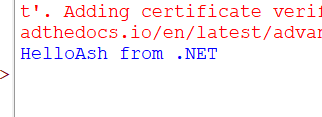 t'. Adding certificate verif
adthedocs.io/en/latest/advan
HelloAsh from .NET
>